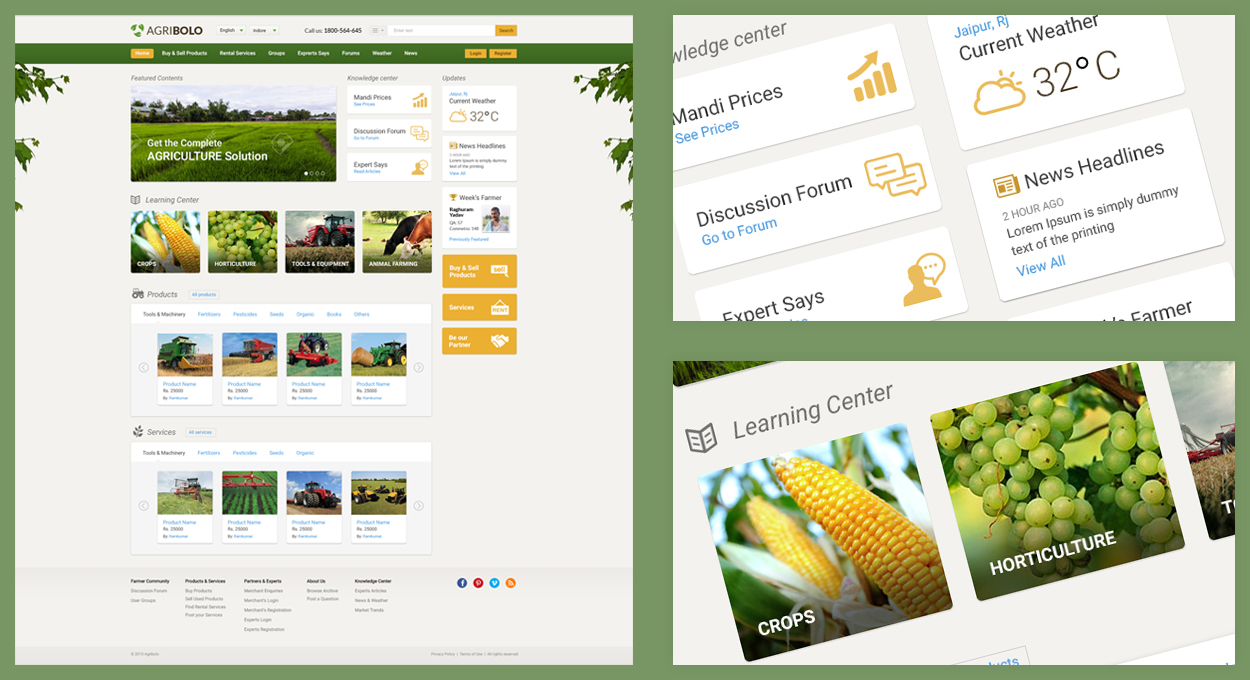 AGRIBOLO
English
Indore
Call us: 1800-564-645
Enter text
Search
Home
Buy & Sell Products
Rental Services
Groups
Experts Says
Forums
Weather
News
Login
Register
Featured Contents
Get the Complete
AGRICULTURE Solution
Knowledge center
Mandi Prices
See Prices
Discussion Forum
Go to Forum
Expert Says
Read Articles
Updates
Jaipur, Rj
Current Weather
32°C
News Headlines
2 HOUR AGO
Lorem Ipsum is simply dummy
text of the printing
View All
Week's Farmer
Raghuram
Yadav
QA: 57
Comments: 248
Previously Featured
Learning Center
CROPS
HORTICULTURE
TOOLS & EQUIPMENT
ANIMAL FARMING
Buy & Sell
Products
Sell
Services
RENT
Be our
Partner
Products
All products
Tools & Machinery
Fertilizers
Pesticides
Seeds
Organic
Books
Others
Product Name
Rs. 25000
By Ramkumar
Product Name
Rs. 25000
By Ramkumar
Product Name
Rs. 25000
By Ramkumar
Product Name
Rs. 25000
By Ramkumar
Services
All services
Tools & Machinery
Fertilizers
Pesticides
Seeds
Organic
Product Name
Rs. 25000
By Ramkumar
Product Name
Rs. 25000
By Ramkumar
Product Name
Rs. 25000
By Ramkumar
Product Name
Rs. 25000
By Ramkumar
Farmer Community
Discussion Forum
User Groups
Products & Services
Buy Products
Sell Used Products
Find Rental Services
Post your Services
Partners & Experts
Merchant Enquiries
Merchant's Login
Merchant's Registration
Experts Login
Experts Registration
About Us
Browse Archive
Post a Question
Knowledge Center
Experts Articles
News & Weather
Market Trends
Privacy Policy | Terms of Use | All rights reserved
wledge center
Mandi Prices
See Prices
Discussion Forum
Go to Forum
Expert Says
Jaipur, Rj
Current Weather
32°C
News Headlines
2 HOUR AGO
Lorem Ipsum is simply dummy
text of the printing
View All
's Farmer
Learning Center
CROPS
HORTICULTURE
ucts